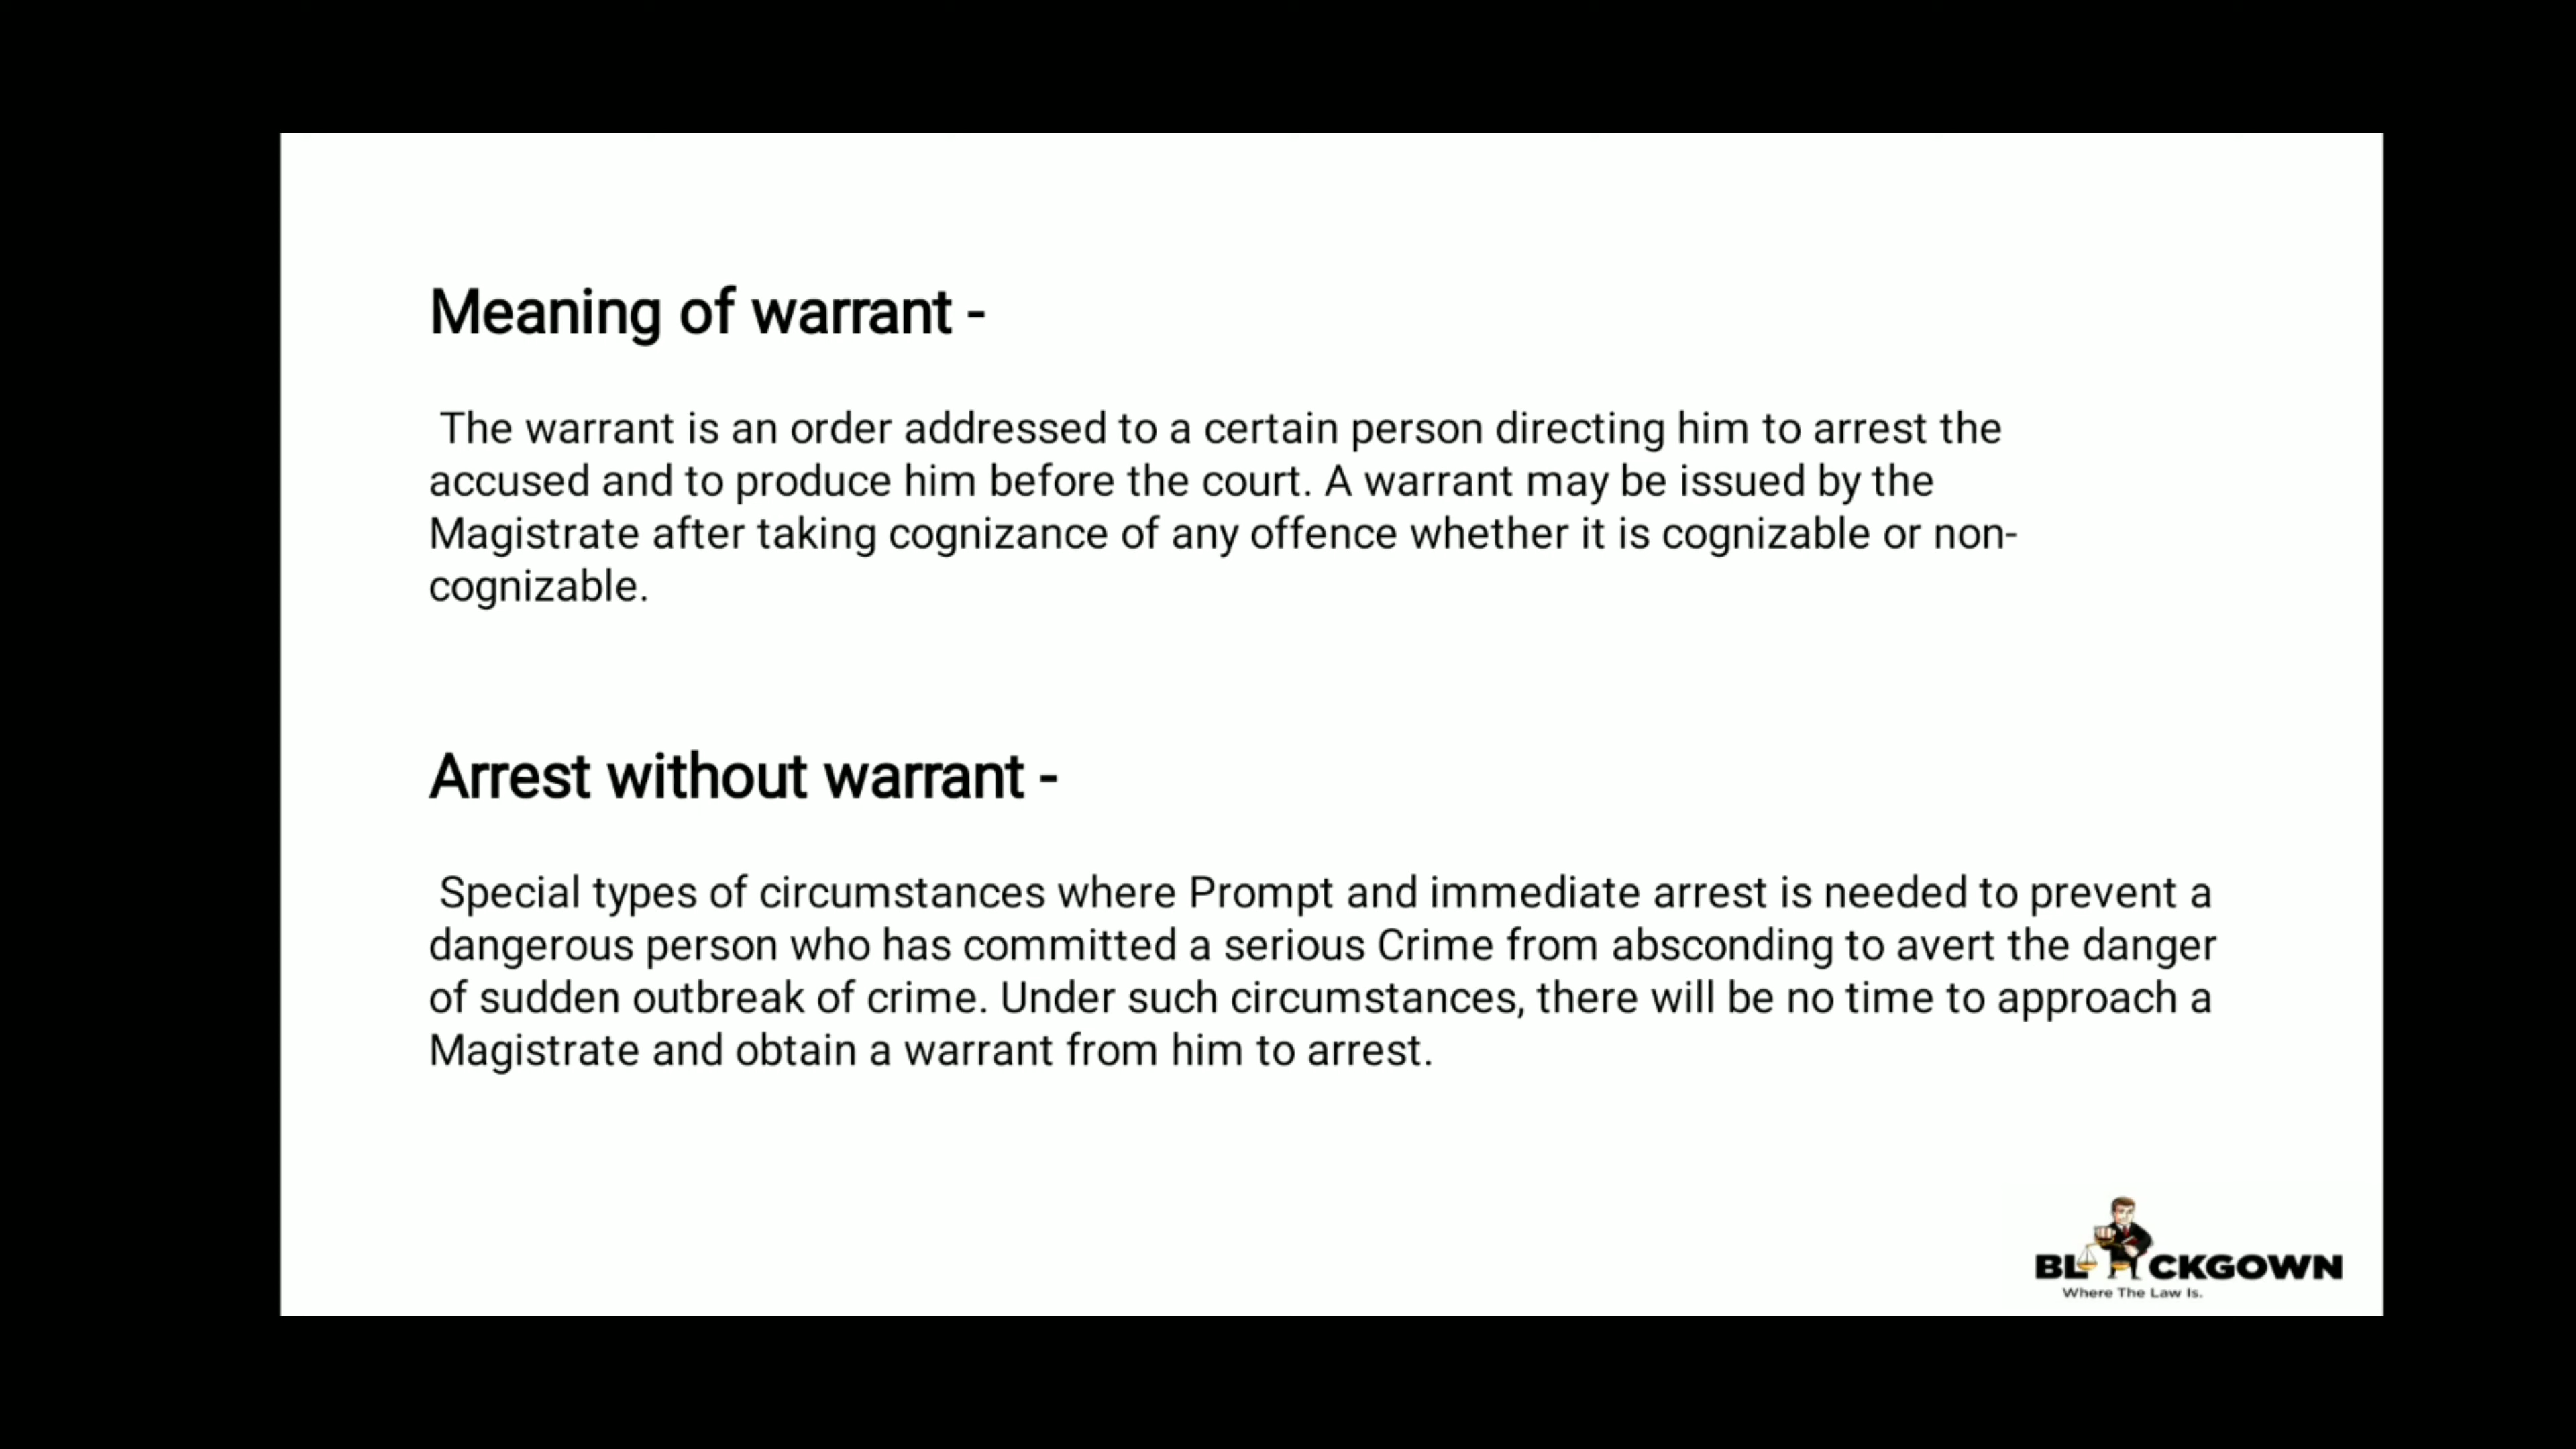 Meaning of warrant -
The warrant is an order addressed to a certain person directing him to arrest the
accused and to produce him before the court. A warrant may be issued by the
Magistrate after taking cognizance of any offence whether it is cognizable or non-
cognizable.
Arrest without warrant -
Special types of circumstances where Prompt and immediate arrest is needed to prevent a
dangerous person who has committed a serious Crime from absconding to avert the danger
of sudden outbreak of crime. Under such circumstances, there will be no time to approach a
Magistrate and obtain a warrant from him to arrest.
BLACKGOWN
Where The Law Is.